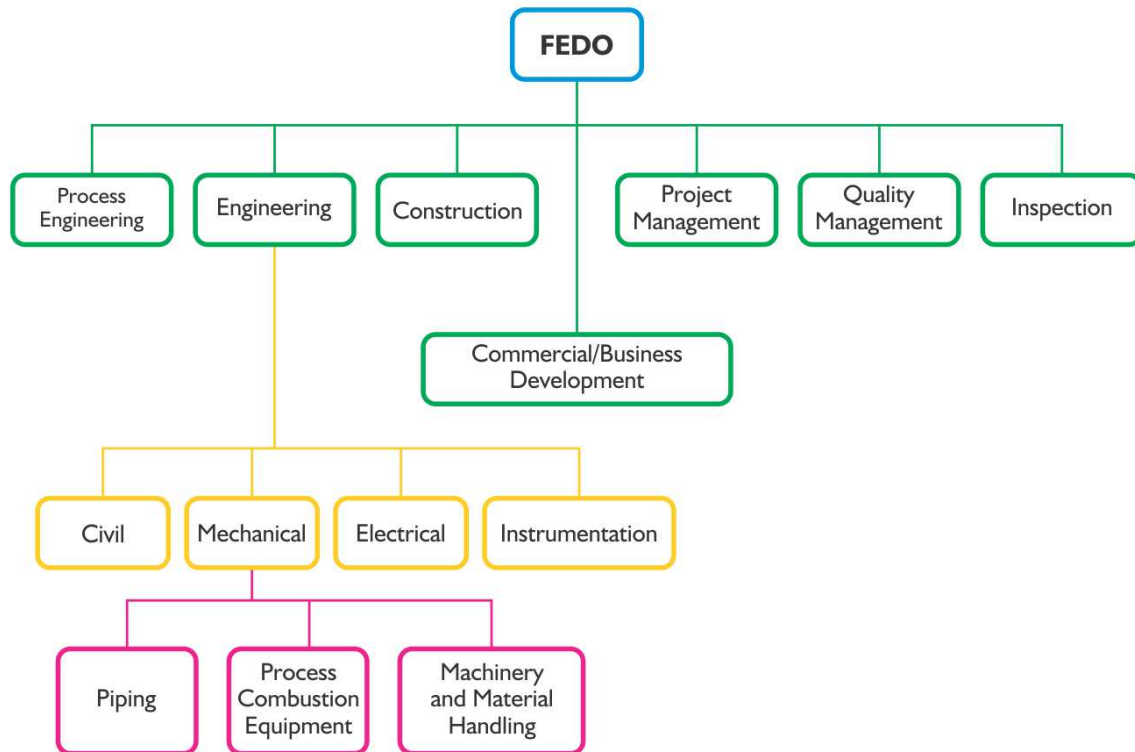 FEDO
Process
Engineering
Engineering
Construction
Project
Management
Quality
Management
Inspection
Commercial/Business
Development
Civil
Mechanical
Electrical
Instrumentation
Piping
Process
Combustion
Equipment
Machinery
and Material
Handling